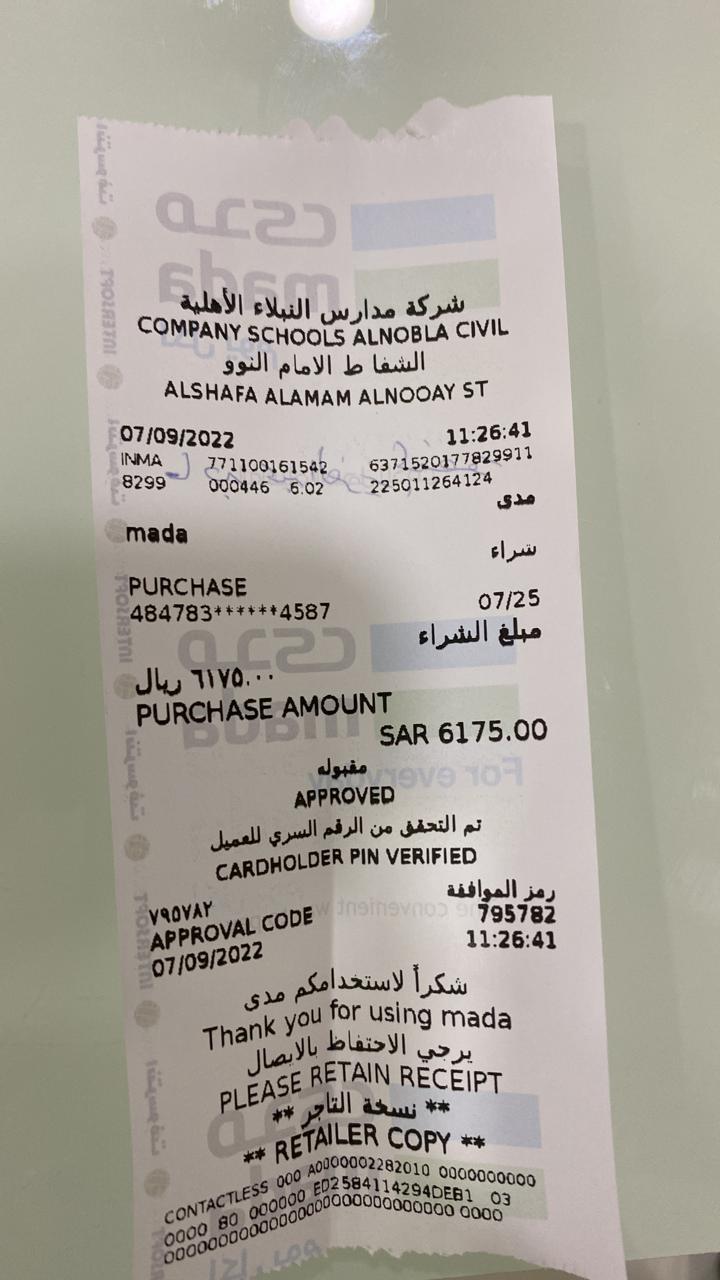 شركة مدارس النبلاء الأهلية
COMPANY SCHOOLS ALNOBLA CIVIL
الشفا ط الامام النوو
ALSHAFA ALAMAM ALNOOAY ST
07/09/2022 11:26:41
INMA 771100161542 6371520177829911
8299 000446 6.02 225011264124
مدى
mada
شراء
PURCHASE
484783******4587 07/25
مبلغ الشراء
٦١٧٥.٠٠ ريال
PURCHASE AMOUNT
SAR 6175.00
مقبوله
APPROVED
تم التحقق من الرقم السري للعميل
CARDHOLDER PIN VERIFIED
رمز الموافقة
٧٩٥٧٨٢ 795782
APPROVAL CODE
07/09/2022 11:26:41
شكراً لاستخدامكم مدى
Thank you for using mada
يرجي الاحتفاظ بالايصال
PLEASE RETAIN RECEIPT
** نسخة التاجر **
** RETAILER COPY **
CONTACTLESS 000 A0000002282010 0000000000
0000 80 000000 ED2584114294DEB1 03